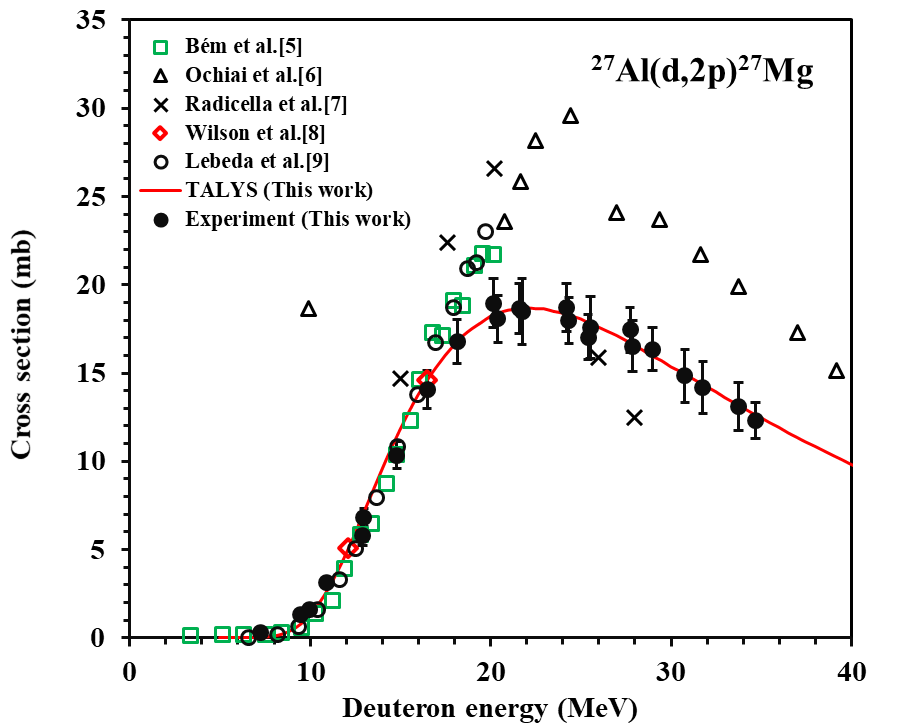 35
30
25
20
15
10
5
0
Cross section (mb)
Bém et al.[5]
Ochiai et al.[6]
Radicella et al.[7]
Wilson et al.[8]
Lebeda et al.[9]
TALYS (This work)
Experiment (This work)
²⁷Al(d,2p)²⁷Mg
0 10 20 30 40
Deuteron energy (MeV)